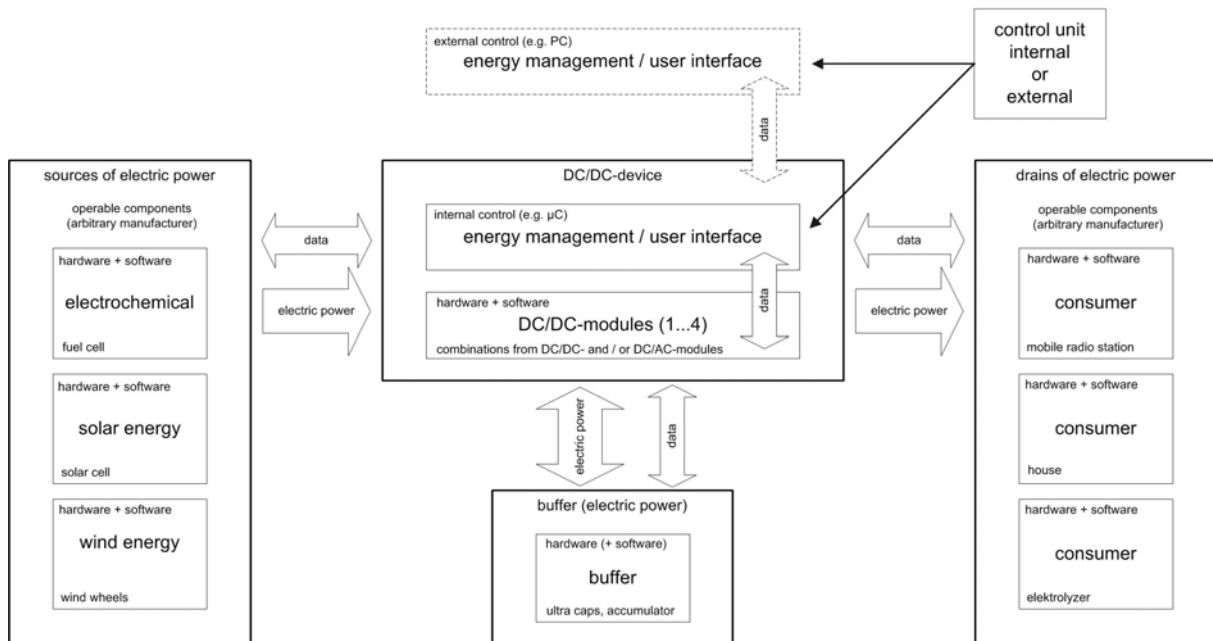 external control (e.g. PC)
energy management / user interface
control unit
internal
or
external
data
sources of electric power
operable components
(arbitrary manufacturer)
hardware + software
electrochemical
fuel cell
hardware + software
solar energy
solar cell
hardware + software
wind energy
wind wheels
data
electric power
DC/DC-device
internal control (e.g. µC)
energy management / user interface
data
hardware + software
DC/DC-modules (1...4)
combinations from DC/DC- and / or DC/AC-modules
data
electric power
electric power
data
buffer (electric power)
hardware (+ software)
buffer
ultra caps, accumulator
drains of electric power
operable components
(arbitrary manufacturer)
hardware + software
consumer
mobile radio station
hardware + software
consumer
house
hardware + software
consumer
elektrolyzer